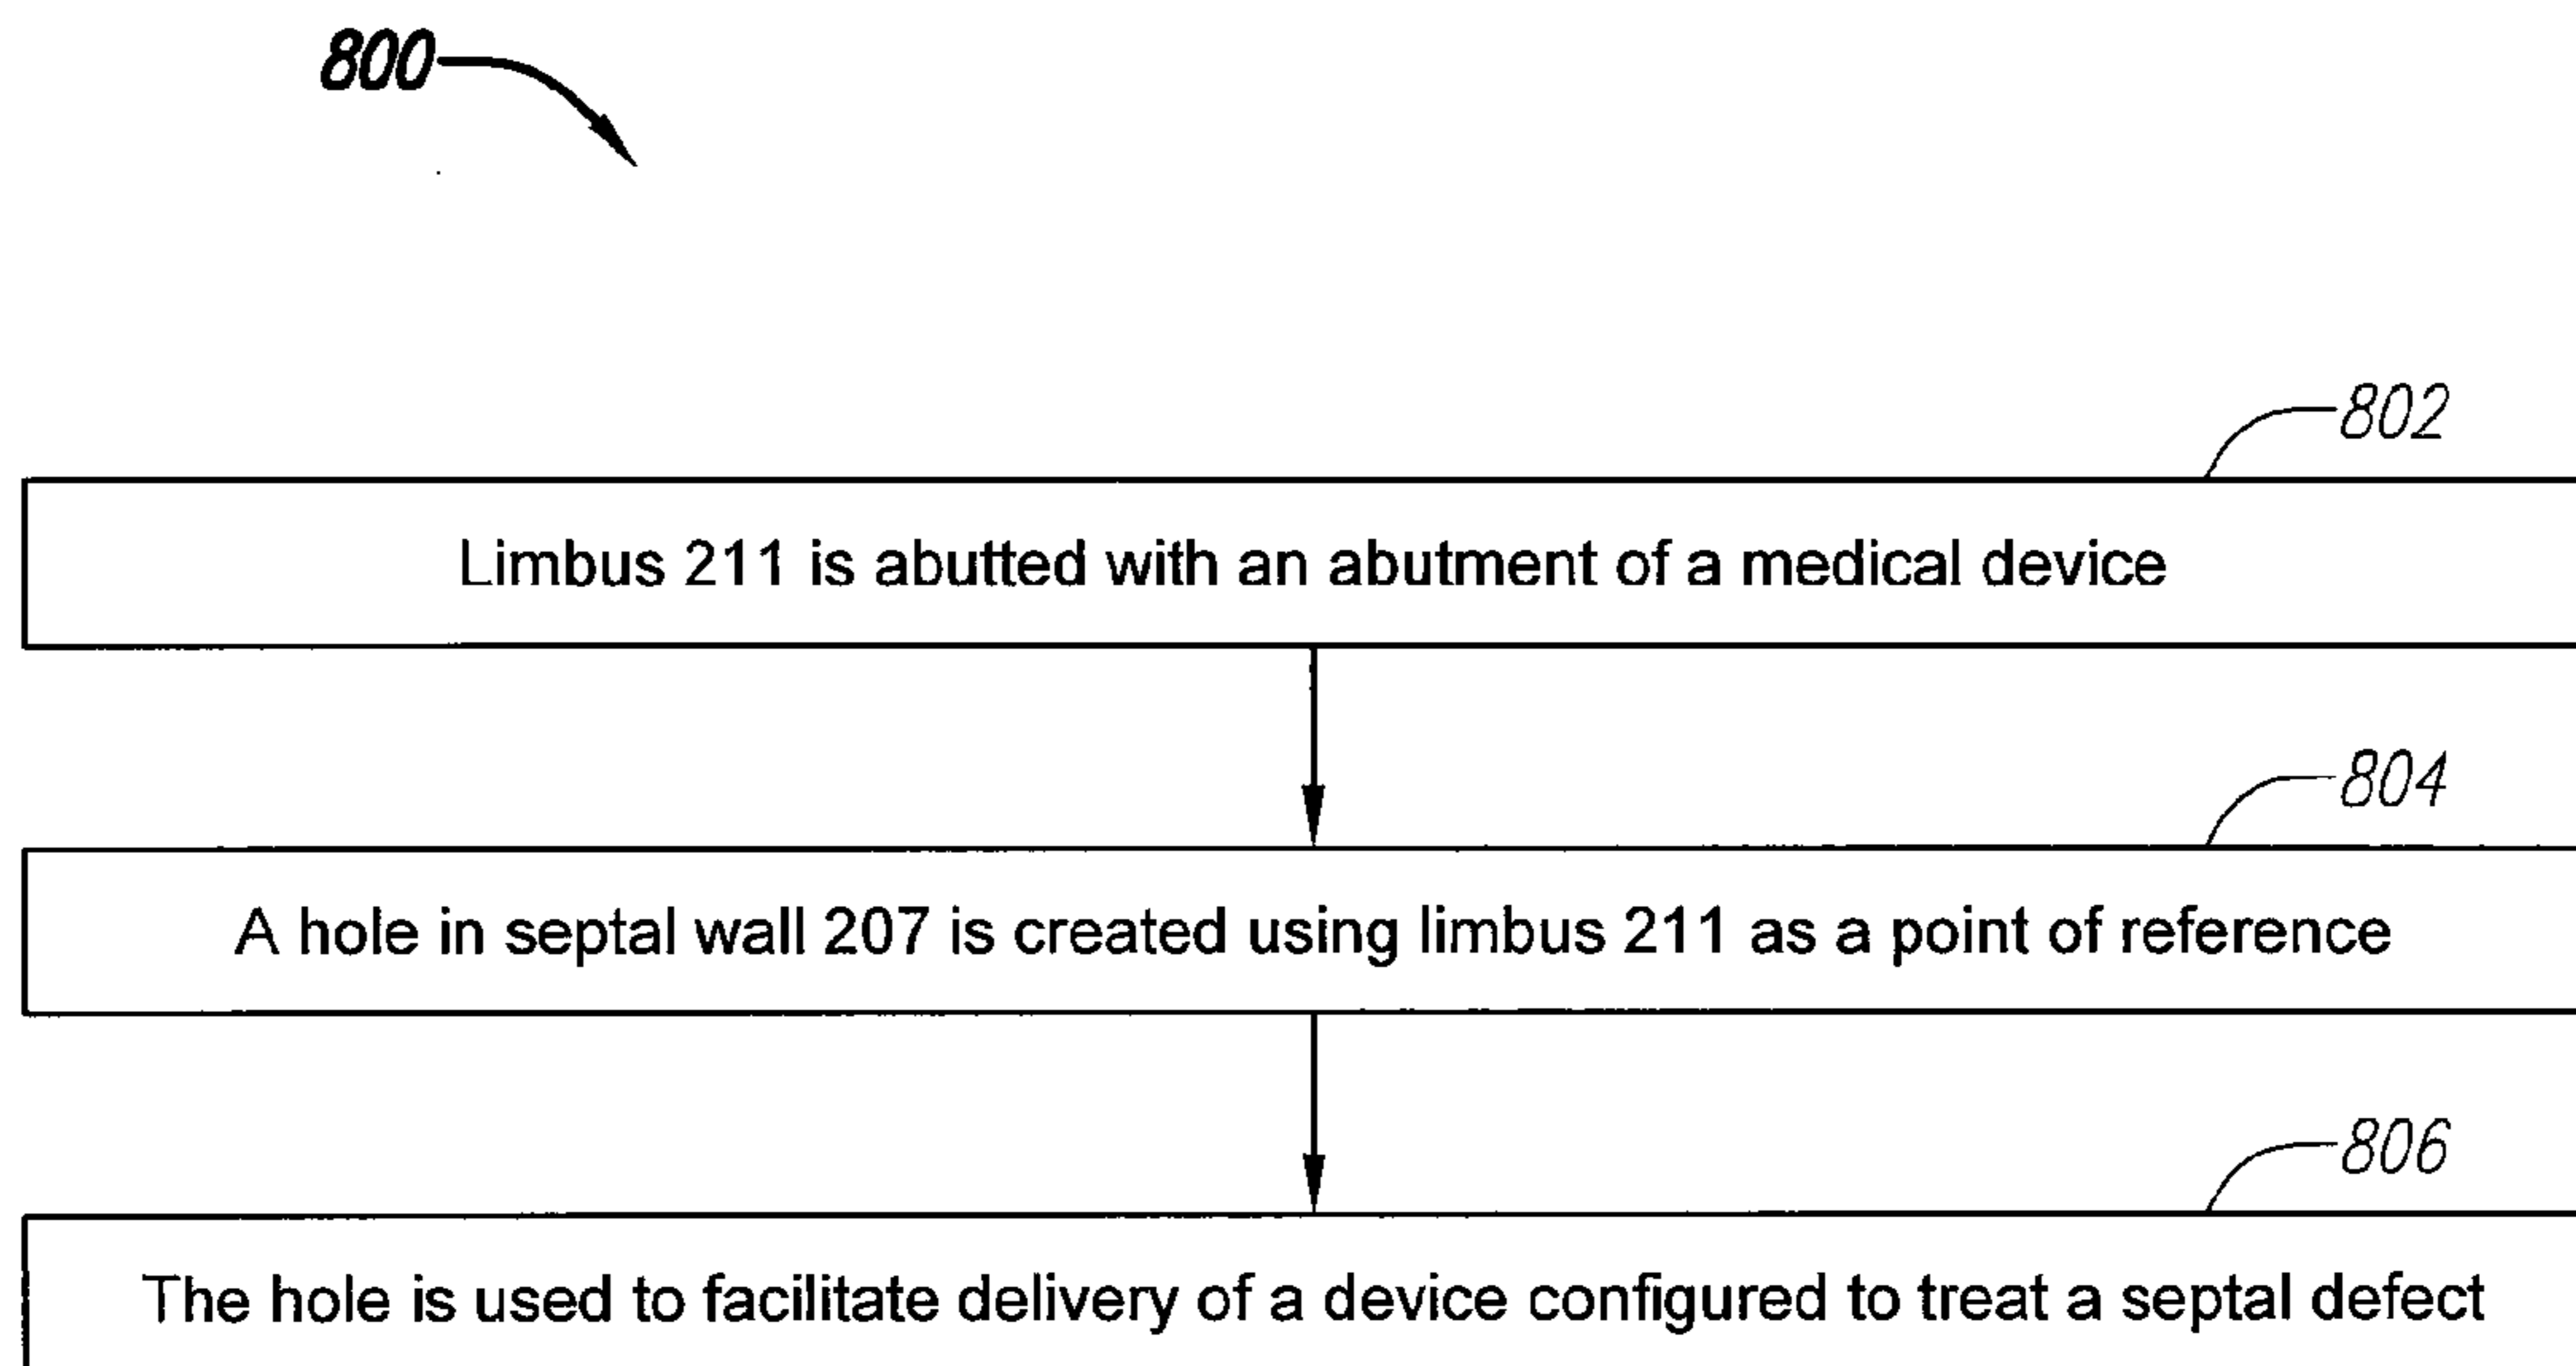 800
802
Limbus 211 is abutted with an abutment of a medical device
804
A hole in septal wall 207 is created using limbus 211 as a point of reference
806
The hole is used to facilitate delivery of a device configured to treat a septal defect